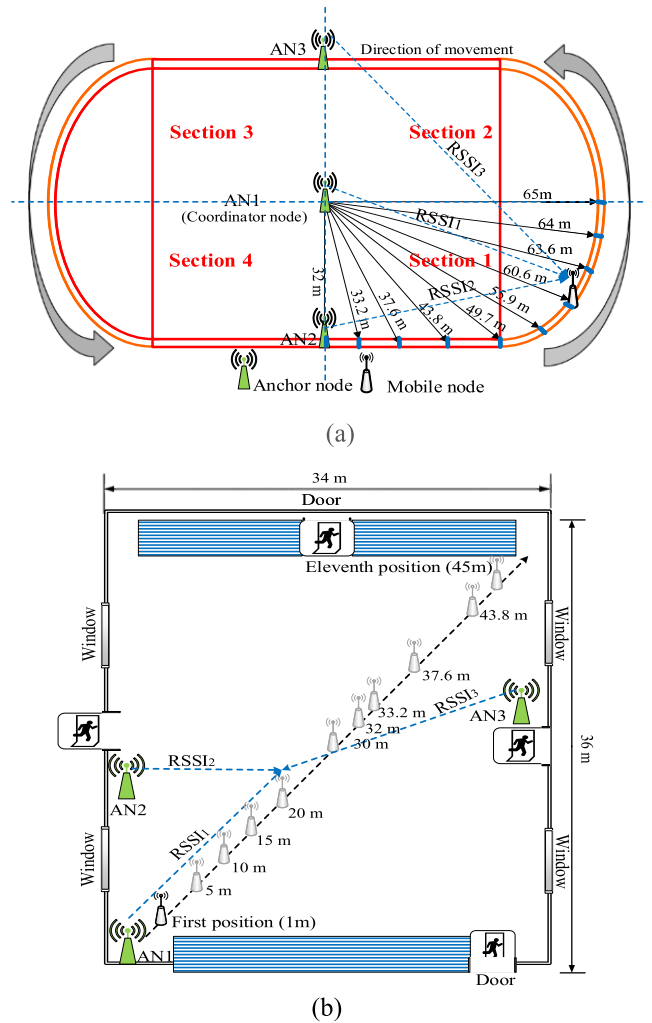 AN3
Direction of movement
Section 3
Section 2
RSSI3
AN1
(Coordinator node)
65m
RSSI1
64 m
63.6 m
Section 4
Section 1
60.6 m
RSSI2
55.9 m
32 m
33.2 m
37.6 m
43.8 m
49.7 m
AN2
Anchor node
Mobile node
(a)
34 m
Door
Eleventh position (45m)
43.8 m
Window
Window
37.6 m
33.2 m
RSSI3
32 m
AN3
30 m
36 m
RSSI2
AN2
20 m
RSSI1
15 m
10 m
Window
Window
5 m
First position (1m)
AN1
Door
(b)